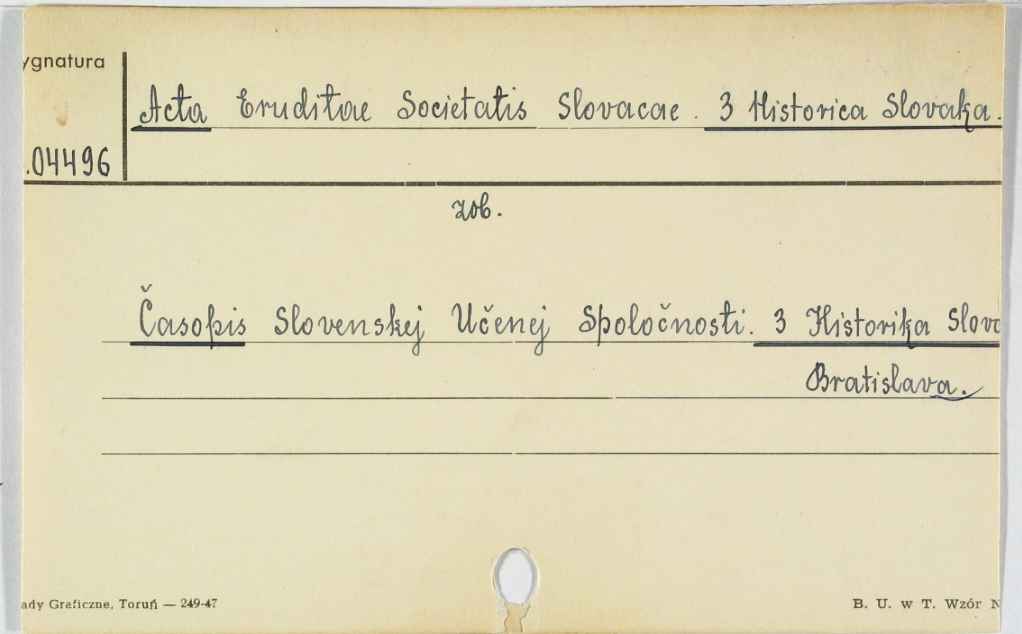 ygnatura
Acta Eruditae Societatis Slovacae. 3 Historica Slovaka.
.04496
zob.
Časopis Slovenskej Učenej Spoločnosti. 3 Historika Slova
Bratislava.
ady Graficzne, Toruń — 249-47
B. U. w T. Wzór N